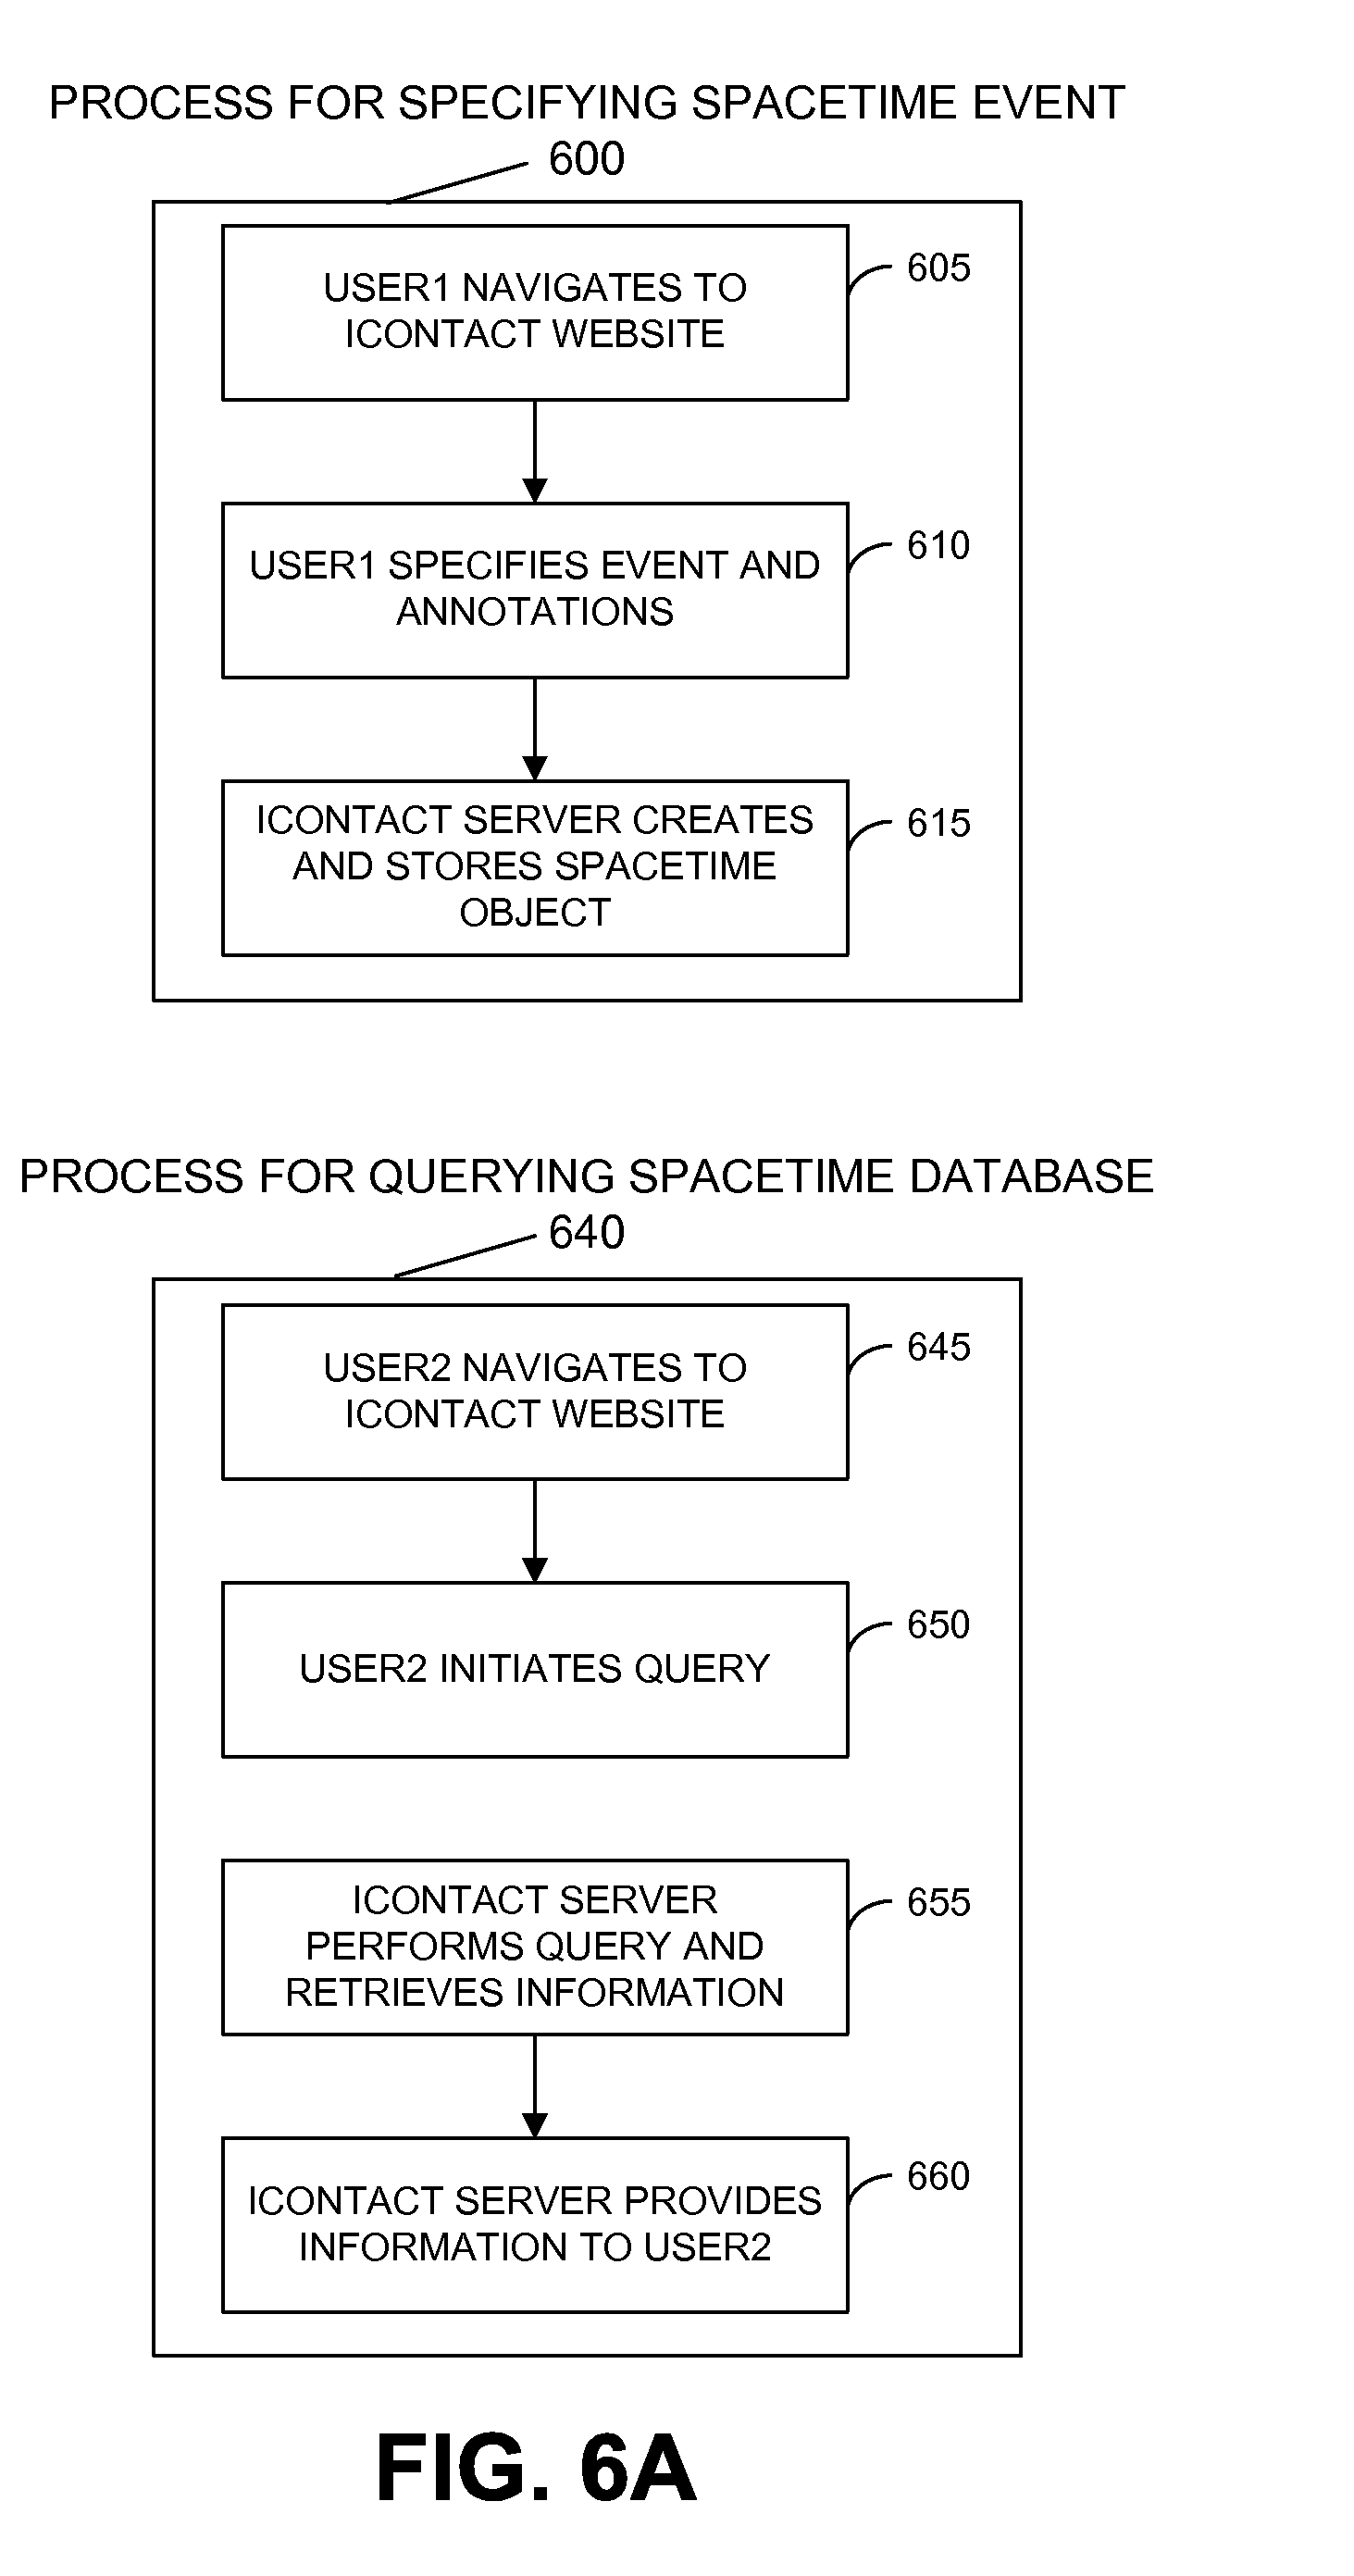 PROCESS FOR SPECIFYING SPACETIME EVENT
600
USER1 NAVIGATES TO
ICONTACT WEBSITE
605
USER1 SPECIFIES EVENT AND
ANNOTATIONS
610
ICONTACT SERVER CREATES
AND STORES SPACETIME
OBJECT
615
PROCESS FOR QUERYING SPACETIME DATABASE
640
USER2 NAVIGATES TO
ICONTACT WEBSITE
645
USER2 INITIATES QUERY
650
ICONTACT SERVER
PERFORMS QUERY AND
RETRIEVES INFORMATION
655
ICONTACT SERVER PROVIDES
INFORMATION TO USER2
660
FIG. 6A